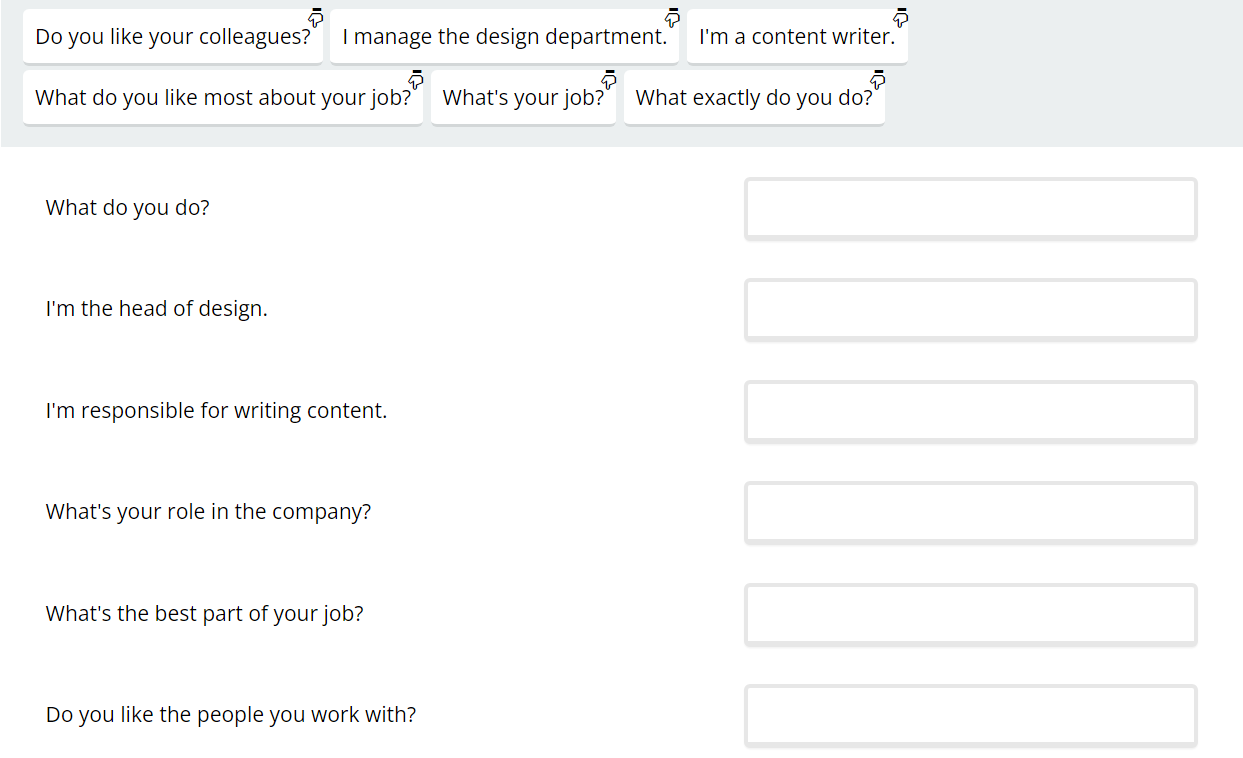 Do you like your colleagues? I manage the design department. I'm a content writer.
What do you like most about your job? What's your job? What exactly do you do?
What do you do?
I'm the head of design.
I'm responsible for writing content.
What's your role in the company?
What's the best part of your job?
Do you like the people you work with?